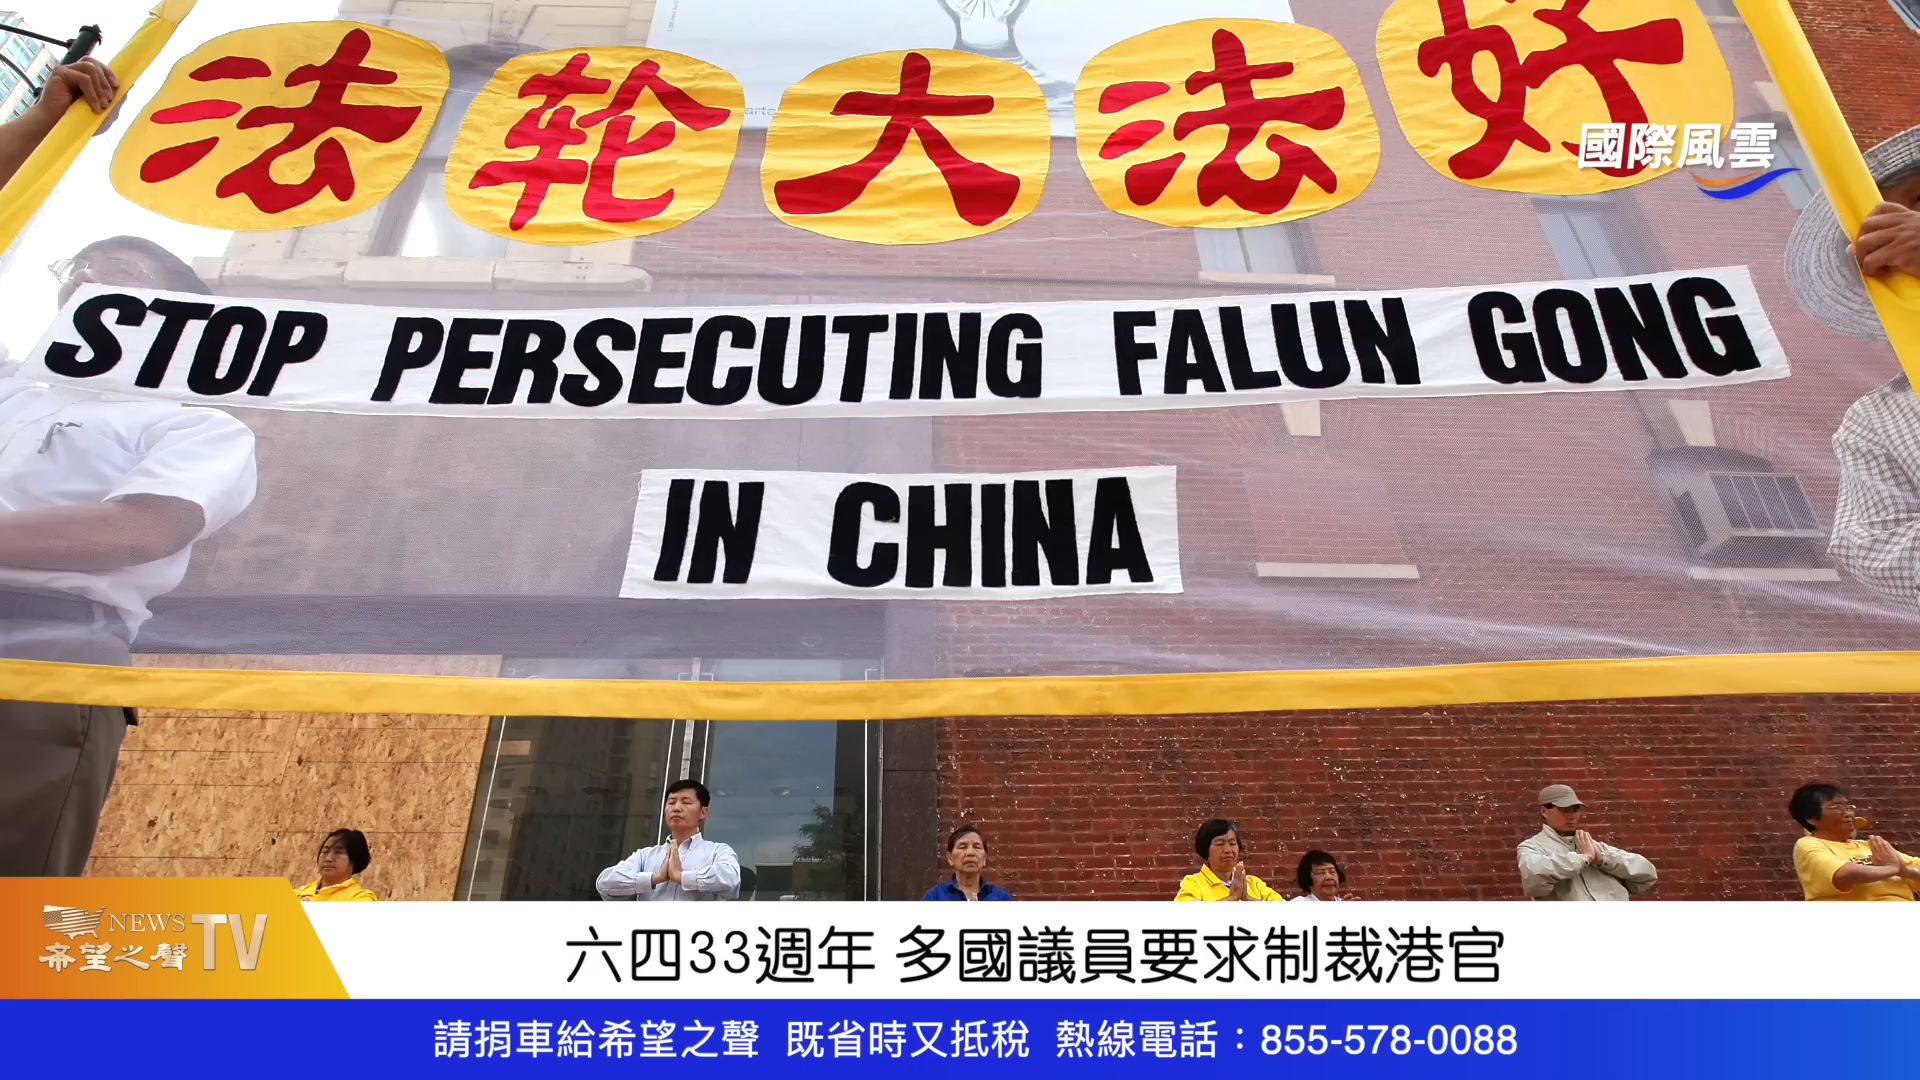 法轮大法好
國際風雲
STOP PERSECUTING FALUN GONG
IN CHINA
NEWS
希望之聲 TV
六四33週年 多國議員要求制裁港官
請捐車給希望之聲 既省時又抵稅 熱線電話：855-578-0088